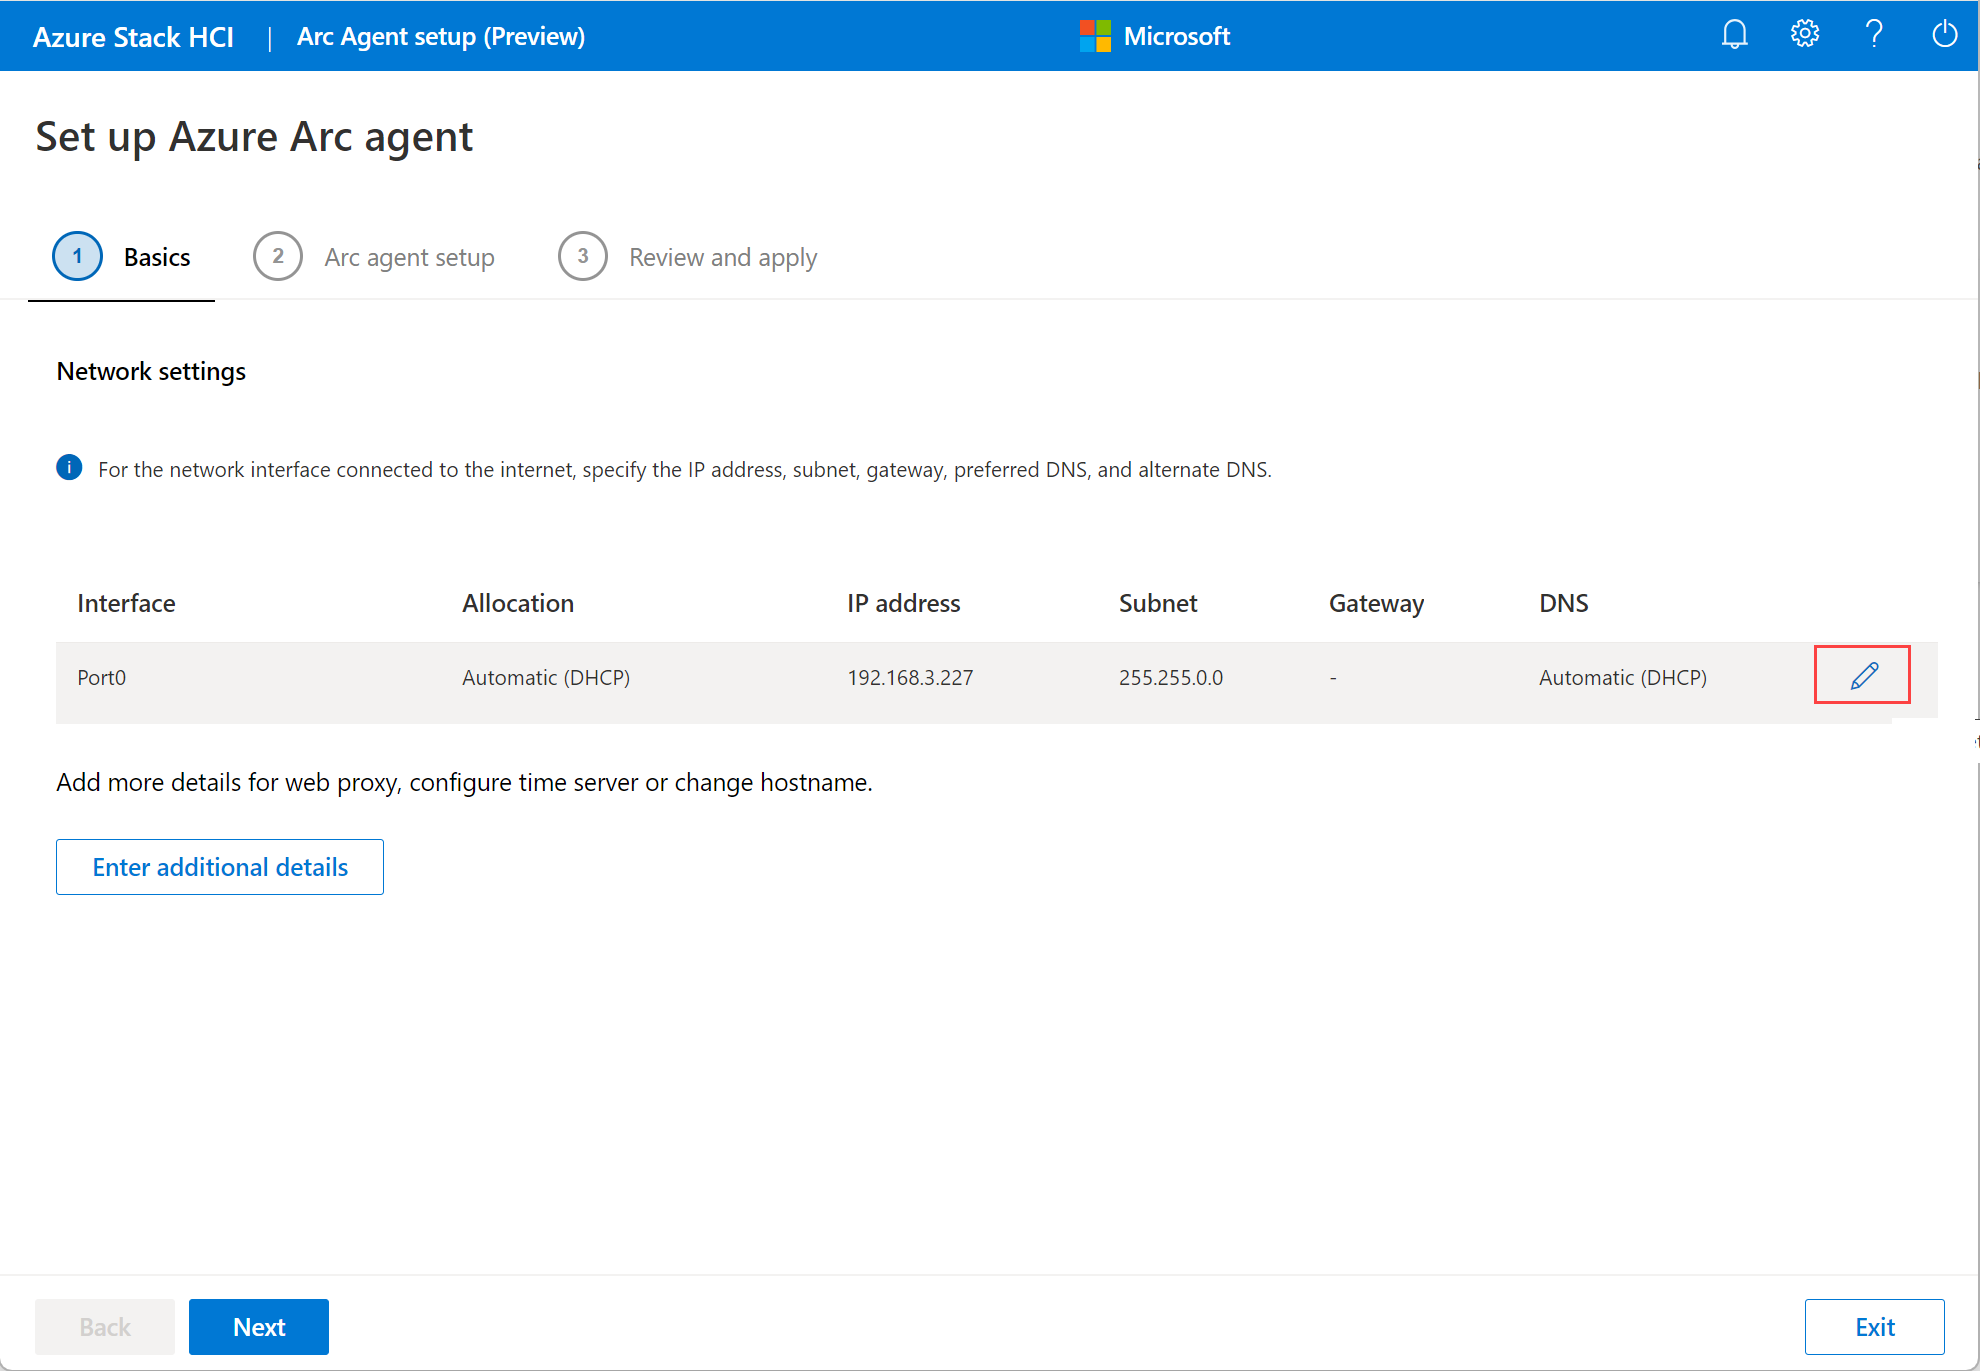 Azure Stack HCI | Arc Agent setup (Preview) Microsoft
Set up Azure Arc agent
1 Basics 2 Arc agent setup 3 Review and apply
Network settings
i For the network interface connected to the internet, specify the IP address, subnet, gateway, preferred DNS, and alternate DNS.
Interface Allocation IP address Subnet Gateway DNS
Port0 Automatic (DHCP) 192.168.3.227 255.255.0.0 - Automatic (DHCP)
Add more details for web proxy, configure time server or change hostname.
Enter additional details
Back Next Exit